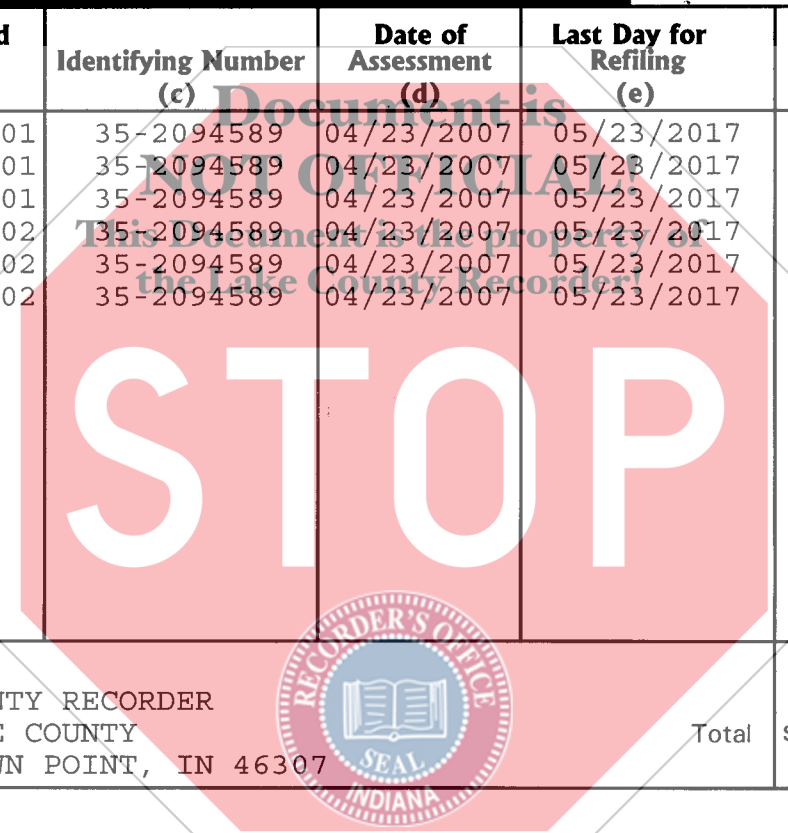 d
Identifying Number
(c)
Date of
Assessment
(d)
Last Day for
Refiling
(e)
01 35-2094589 04/23/2007 05/23/2017
01 35-2094589 04/23/2007 05/23/2017
01 35-2094589 04/23/2007 05/23/2017
02 35-2094589 04/23/2007 05/23/2017
02 35-2094589 04/23/2007 05/23/2017
02 35-2094589 04/23/2007 05/23/2017
Document is
NOT OFFICIAL!
This Document is the property of
the Lake County Recorder!
STOP
RECORDER'S OFFICE
SEAL
INDIANA
NTY RECORDER
E COUNTY
WN POINT, IN 46307
Total S